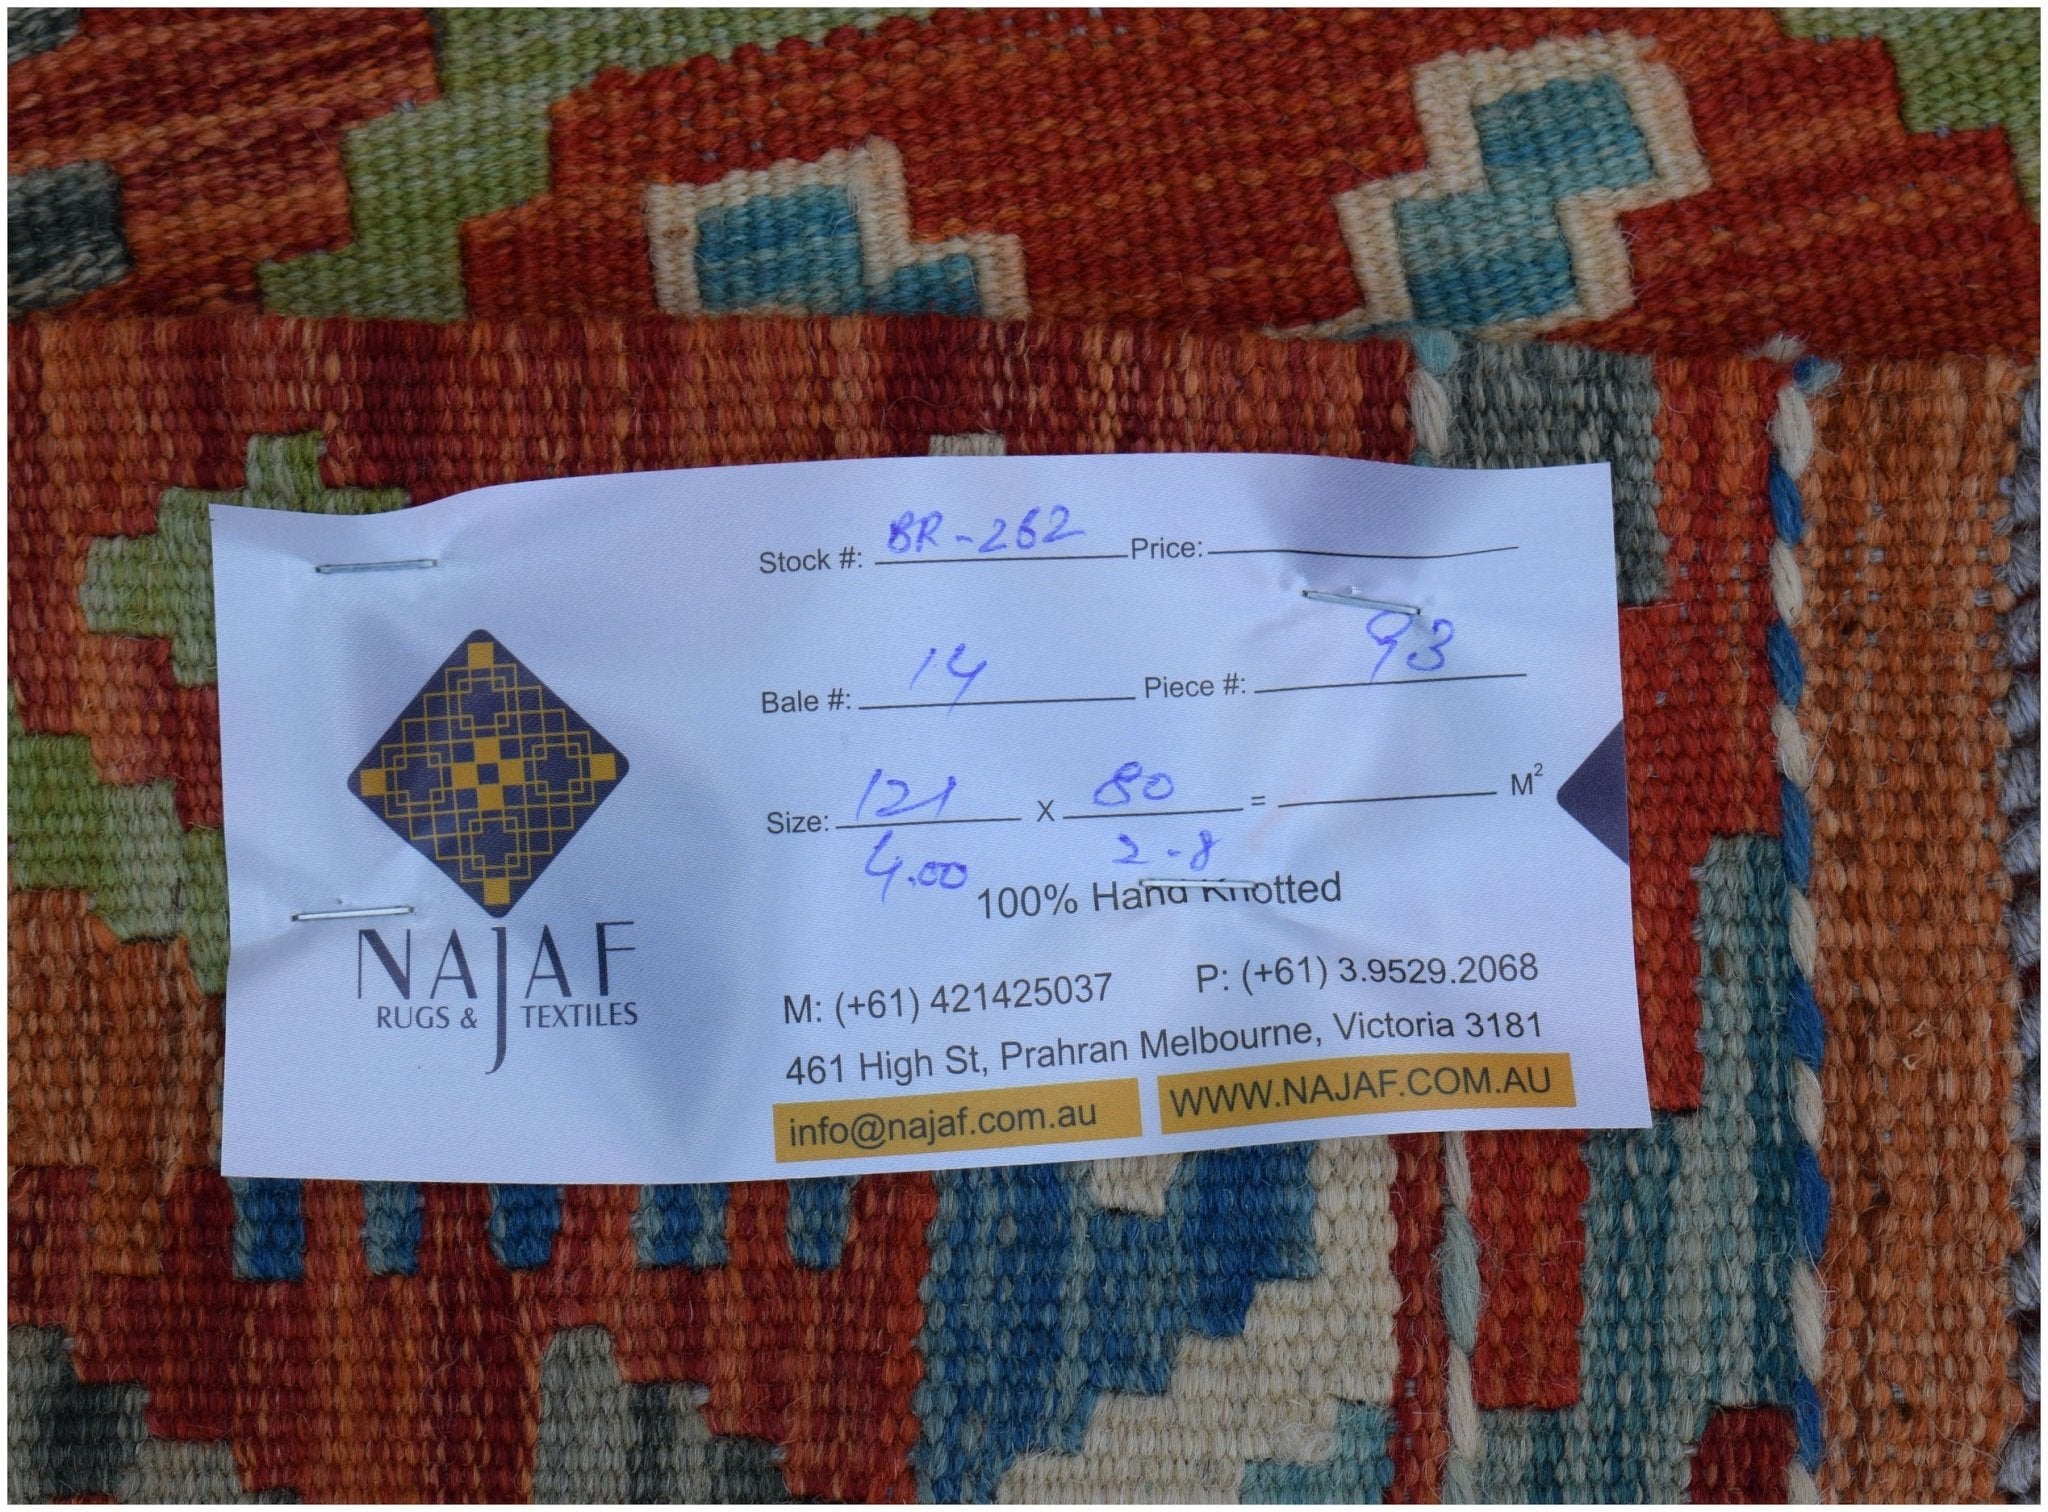 Stock #: BR-262 Price:
Bale #: 14 Piece #: 93
Size: 121 X 80 = M²
4.00 2-8
100% Hand Knotted
NAJAF
RUGS & TEXTILES
M: (+61) 421425037 P: (+61) 3.9529.2068
461 High St, Prahran Melbourne, Victoria 3181
info@najaf.com.au WWW.NAJAF.COM.AU